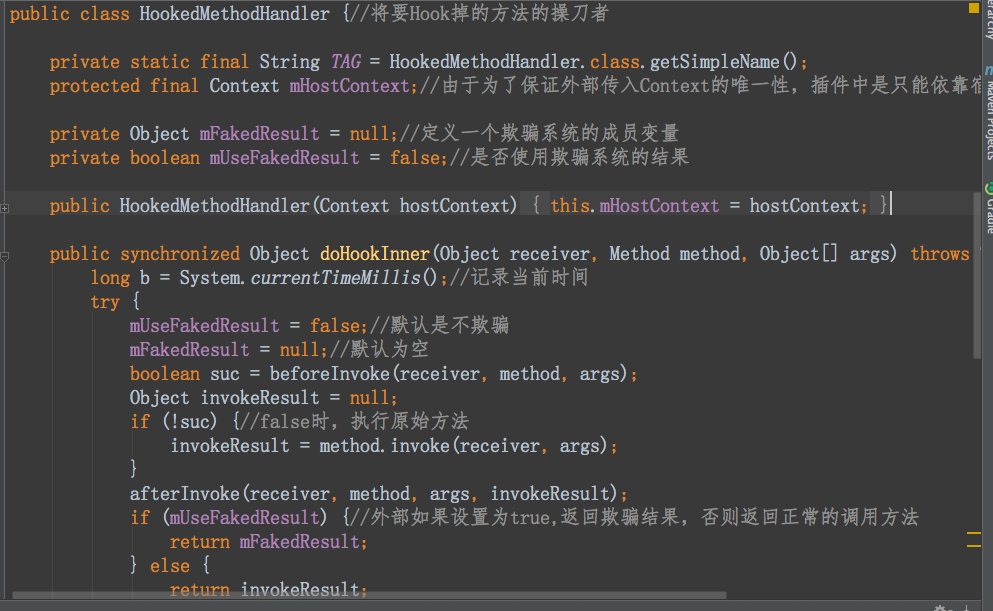 public class HookedMethodHandler {//将要Hook掉的方法的操刀者
private static final String TAG = HookedMethodHandler.class.getSimpleName();
protected final Context mHostContext;//由于为了保证外部传入Context的唯一性，插件中是只能依靠宿
private Object mFakedResult = null;//定义一个欺骗系统的成员变量
private boolean mUseFakedResult = false;//是否使用欺骗系统的结果
public HookedMethodHandler(Context hostContext) { this.mHostContext = hostContext; }
public synchronized Object doHookInner(Object receiver, Method method, Object[] args) throws
long b = System.currentTimeMillis();//记录当前时间
try {
mUseFakedResult = false;//默认是不欺骗
mFakedResult = null;//默认为空
boolean suc = beforeInvoke(receiver, method, args);
Object invokeResult = null;
if (!suc) {//false时，执行原始方法
invokeResult = method.invoke(receiver, args);
}
afterInvoke(receiver, method, args, invokeResult);
if (mUseFakedResult) {//外部如果设置为true,返回欺骗结果，否则返回正常的调用方法
return mFakedResult;
} else {
return invokeResult;
Maven Projects
Gradle